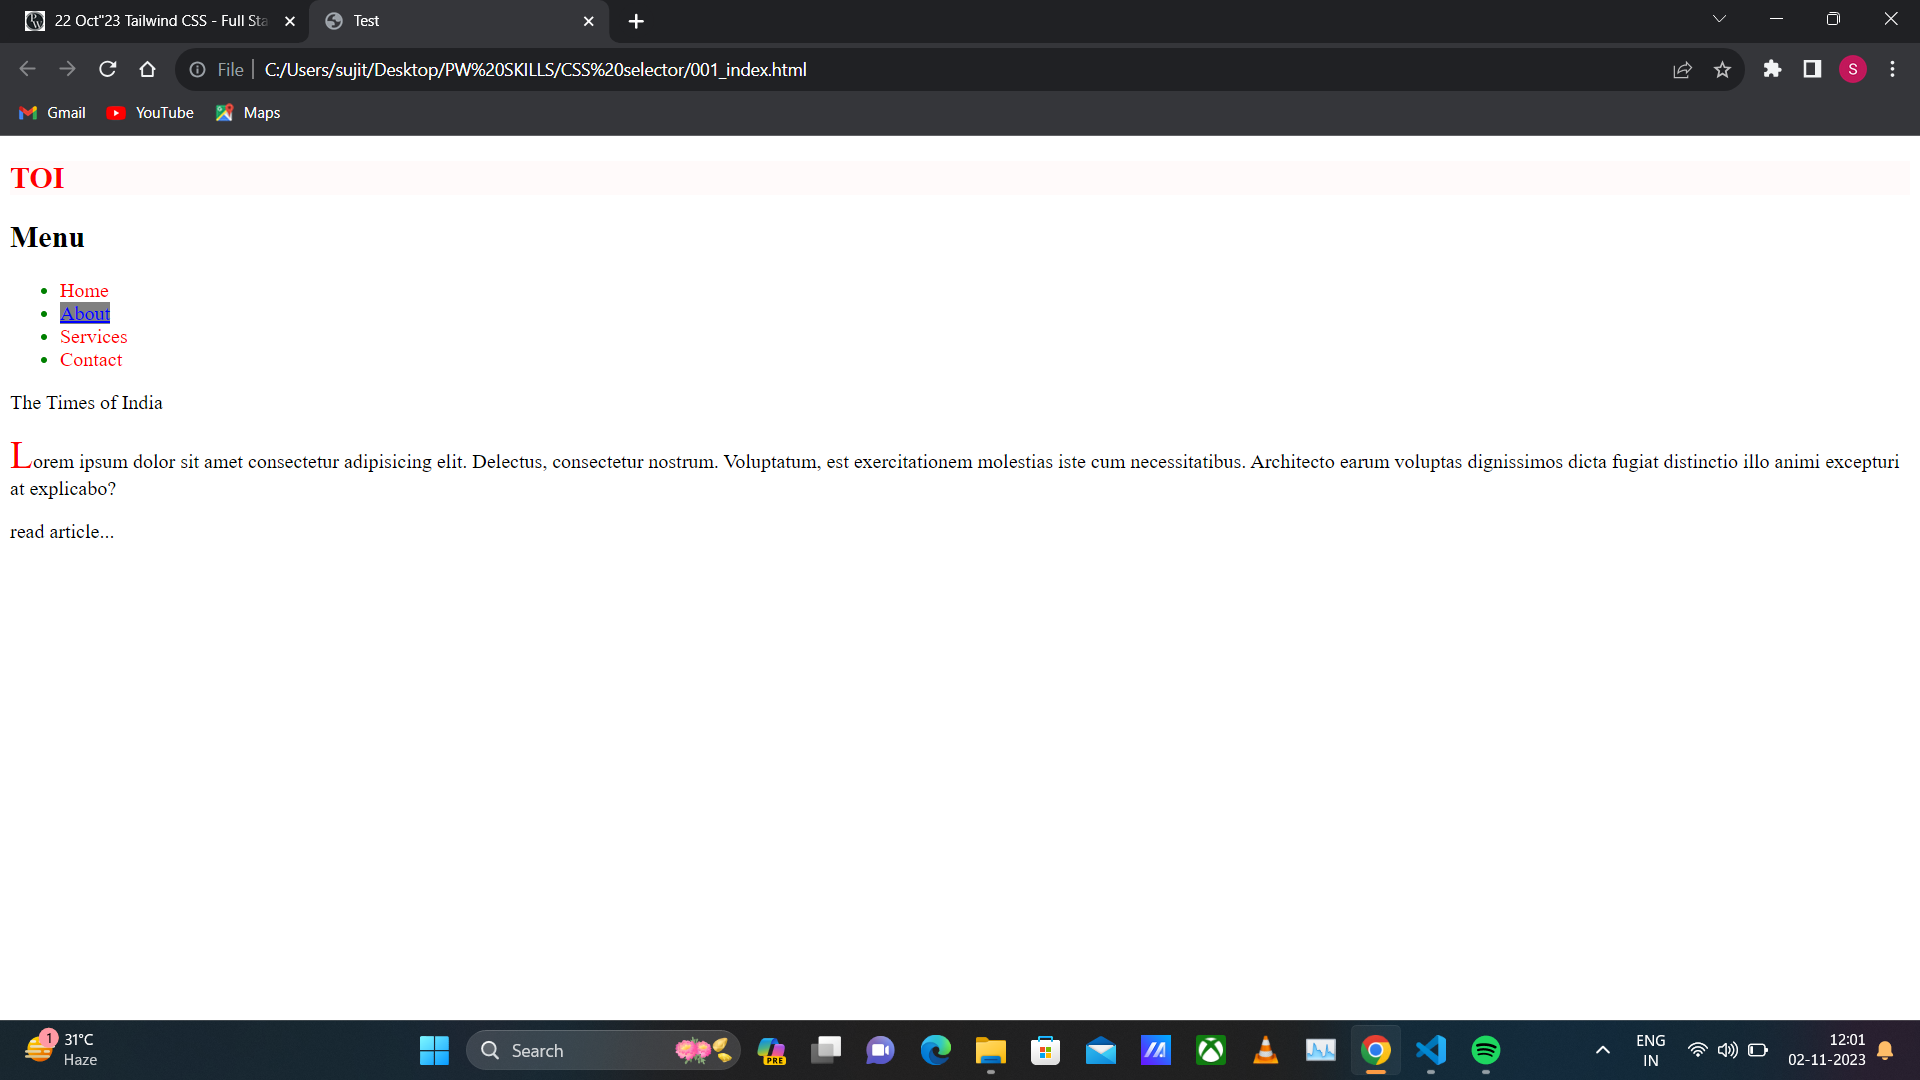 22 Oct"23 Tailwind CSS - Full Sta
Test
File
C:/Users/sujit/Desktop/PW%20SKILLS/CSS%20selector/001_index.html
S
Gmail
YouTube
Maps
TOI
Menu
Home
About
Services
Contact
The Times of India
Lorem ipsum dolor sit amet consectetur adipisicing elit. Delectus, consectetur nostrum. Voluptatum, est exercitationem molestias iste cum necessitatibus. Architecto earum voluptas dignissimos dicta fugiat distinctio illo animi excepturi
at explicabo?
read article...
1
31°C
Haze
Search
PRE
ENG
IN
12:01
02-11-2023